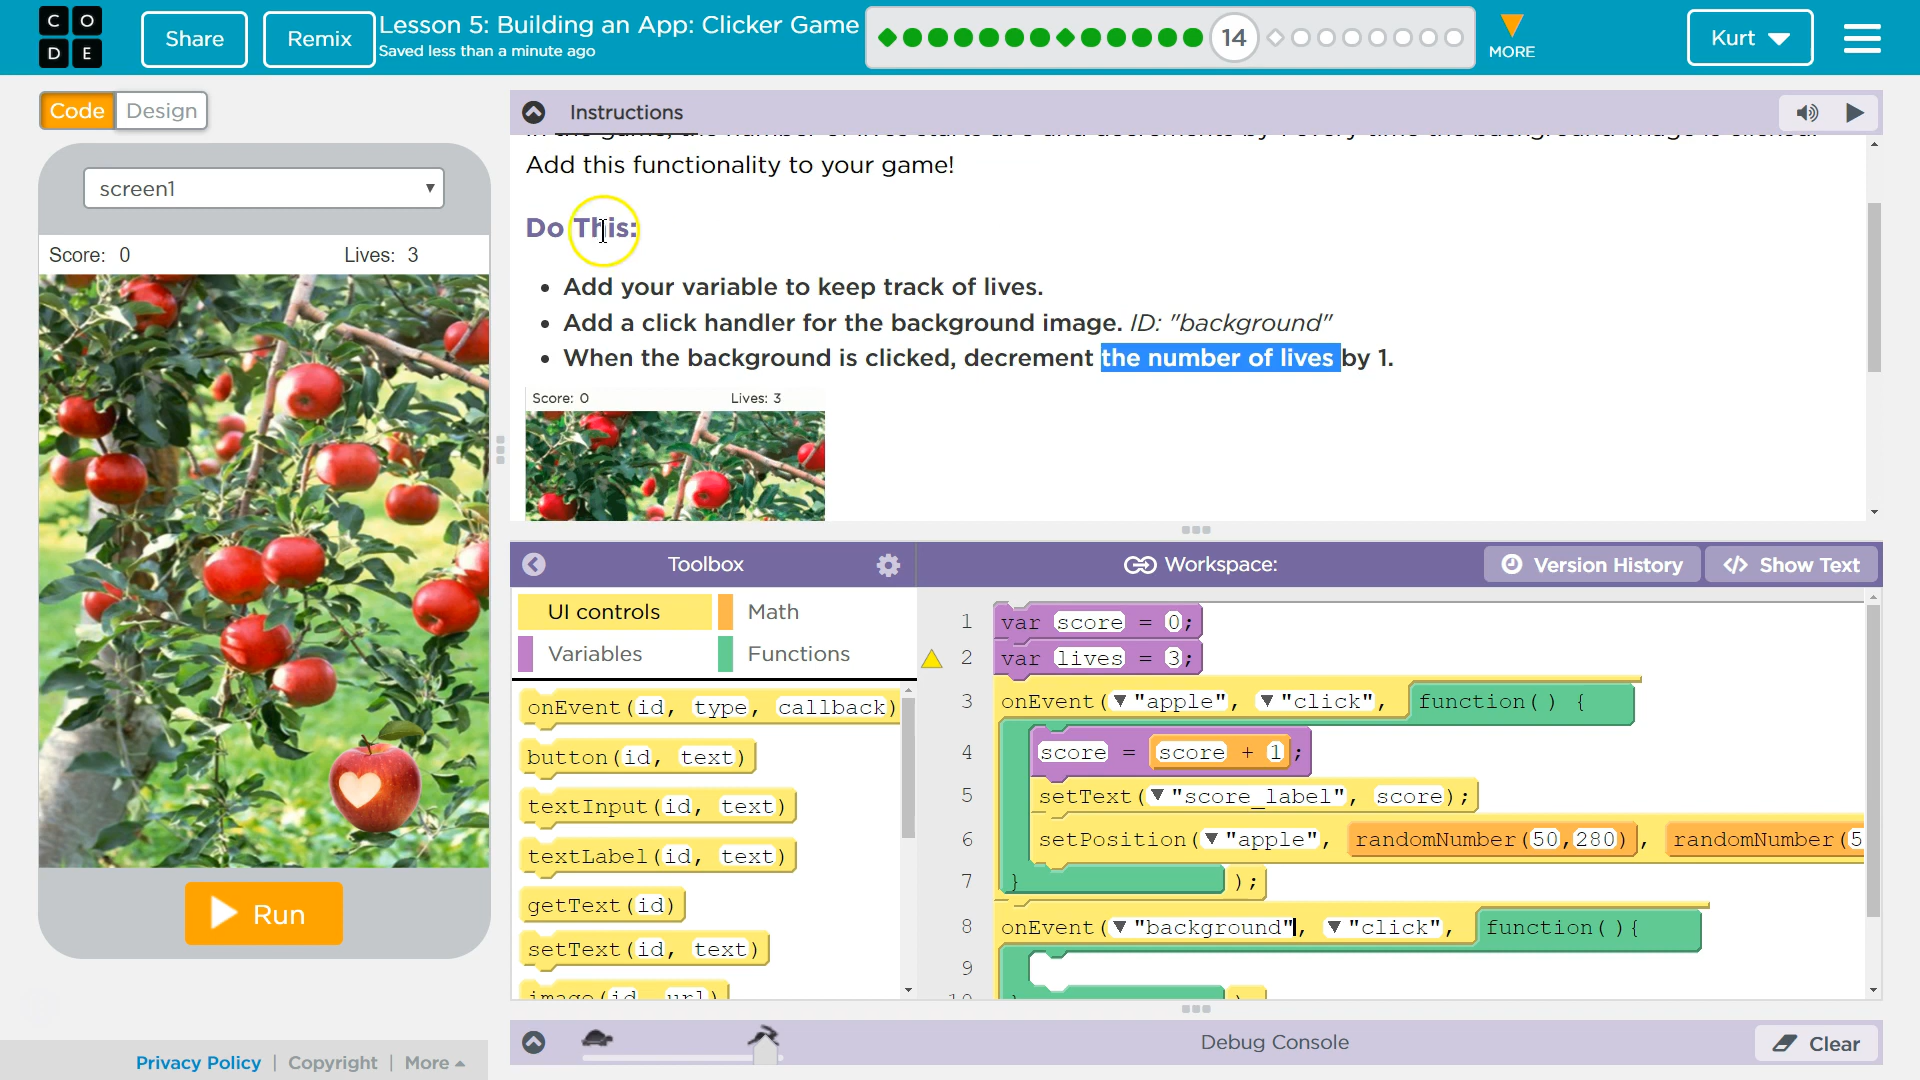 CODE
Share
Remix
Lesson 5: Building an App: Clicker Game
Saved less than a minute ago
14
MORE
Kurt
Code
Design
Instructions
Add this functionality to your game!
screen1
Do This:
Score: 0
Lives: 3
• Add your variable to keep track of lives.
• Add a click handler for the background image. ID: "background"
• When the background is clicked, decrement the number of lives by 1.
Score: 0
Lives: 3
Toolbox
Workspace:
Version History
</> Show Text
UI controls
Math
Variables
Functions
onEvent(id, type, callback)
button(id, text)
textInput(id, text)
textLabel(id, text)
getText(id)
setText(id, text)
image(id, url)
1 var score = 0;
2 var lives = 3;
3 onEvent(▼"apple", ▼"click", function() {
4 score = score + 1;
5 setText(▼"score_label", score);
6 setPosition(▼"apple", randomNumber(50,280), randomNumber(5
7 } );
8 onEvent(▼"background", ▼"click", function(){
9
10
Run
Debug Console
Clear
Privacy Policy | Copyright | More